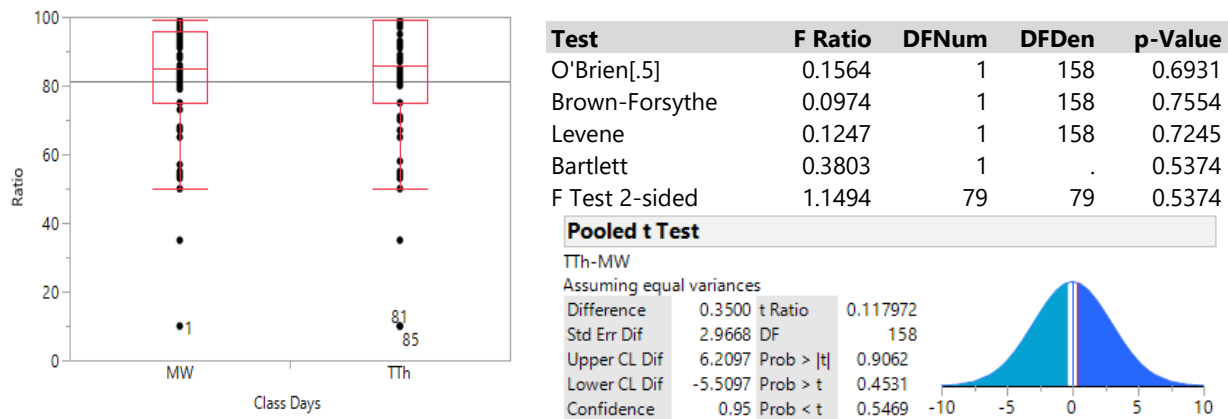 100
80
60
40
20
0
Ratio
1
81
85
MW TTh
Class Days
Test F Ratio DFNum DFDen p-Value
O'Brien[.5] 0.1564 1 158 0.6931
Brown-Forsythe 0.0974 1 158 0.7554
Levene 0.1247 1 158 0.7245
Bartlett 0.3803 1 . 0.5374
F Test 2-sided 1.1494 79 79 0.5374
Pooled t Test
TTh-MW
Assuming equal variances
Difference 0.3500 t Ratio 0.117972
Std Err Dif 2.9668 DF 158
Upper CL Dif 6.2097 Prob > |t| 0.9062
Lower CL Dif -5.5097 Prob > t 0.4531
Confidence 0.95 Prob < t 0.5469
-10 -5 0 5 10